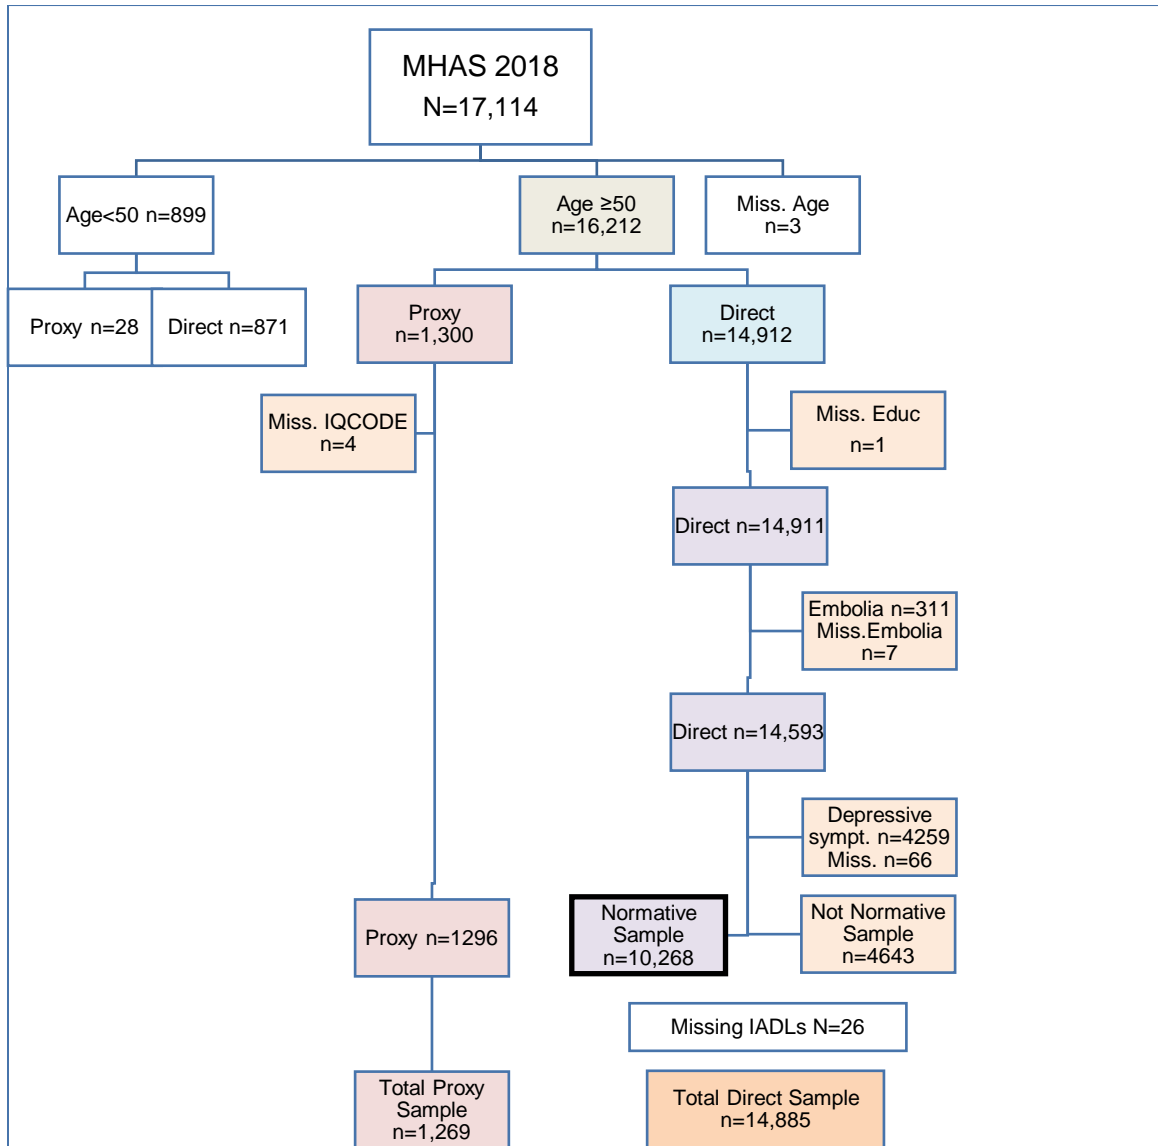 MHAS 2018
N=17,114
Age<50 n=899
Age ≥50
n=16,212
Miss. Age
n=3
Proxy n=28
Direct n=871
Proxy
n=1,300
Direct
n=14,912
Miss. IQCODE
n=4
Miss. Educ
n=1
Direct n=14,911
Embolia n=311
Miss.Embolia
n=7
Direct n=14,593
Depressive
sympt. n=4259
Miss. n=66
Proxy n=1296
Normative
Sample
n=10,268
Not Normative
Sample
n=4643
Missing IADLs N=26
Total Proxy
Sample
n=1,269
Total Direct Sample
n=14,885